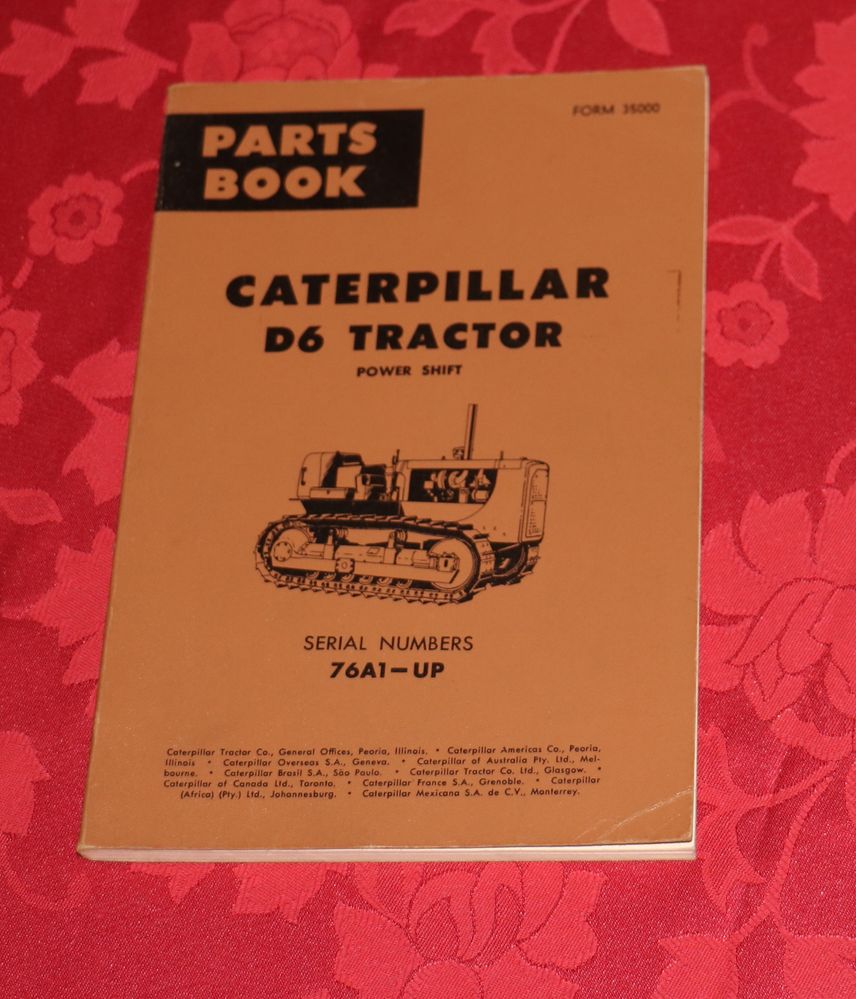 FORM 35000
PARTS
BOOK
CATERPILLAR
D6 TRACTOR
POWER SHIFT
SERIAL NUMBERS
76A1—UP
Caterpillar Tractor Co., General Offices, Peoria, Illinois. • Caterpillar Americas Co., Peoria,
Illinois • Caterpillar Overseas S.A., Geneva. • Caterpillar of Australia Pty. Ltd., Mel-
bourne. • Caterpillar Brasil S.A., São Paulo. • Caterpillar Tractor Co. Ltd., Glasgow. •
Caterpillar of Canada Ltd., Toronto. • Caterpillar France S.A., Grenoble. • Caterpillar
(Africa) (Pty.) Ltd., Johannesburg. • Caterpillar Mexicana S.A. de C.V., Monterrey.